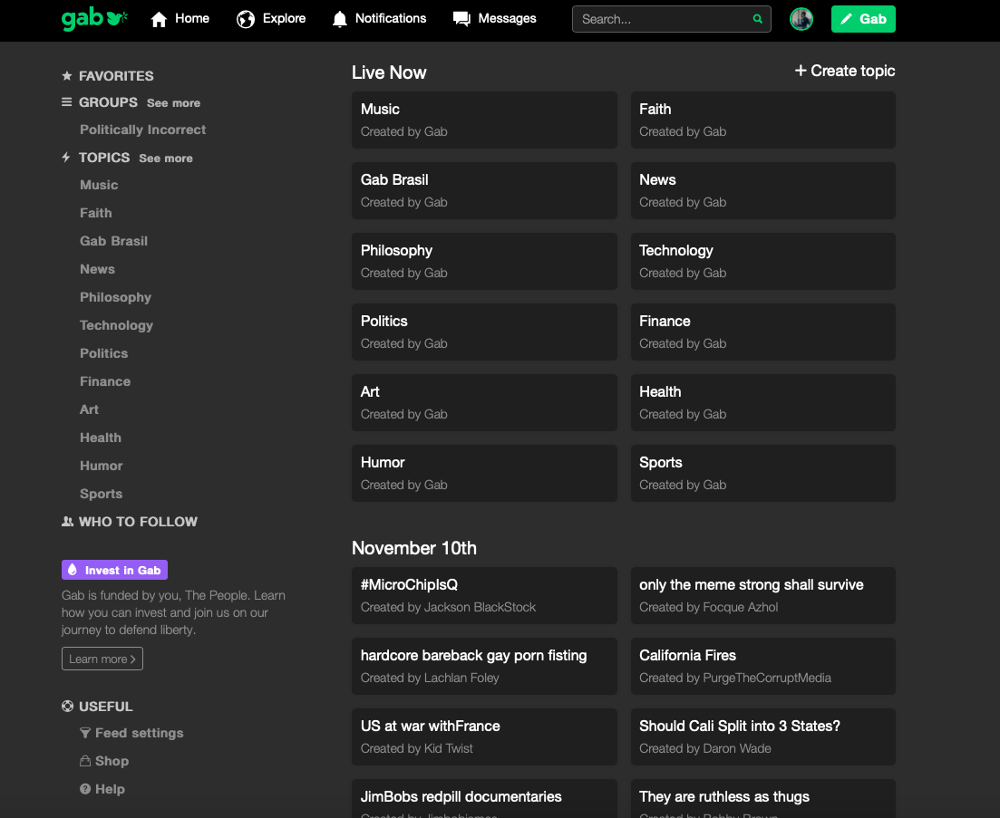 gab
Home
Explore
Notifications
Messages
Search...
Gab
FAVORITES
GROUPS See more
Politically Incorrect
TOPICS See more
Music
Faith
Gab Brasil
News
Philosophy
Technology
Politics
Finance
Art
Health
Humor
Sports
WHO TO FOLLOW
Invest in Gab
Gab is funded by you, The People. Learn
how you can invest and join us on our
journey to defend liberty.
Learn more
USEFUL
Feed settings
Shop
Help
Live Now
+ Create topic
Music
Created by Gab
Faith
Created by Gab
Gab Brasil
Created by Gab
News
Created by Gab
Philosophy
Created by Gab
Technology
Created by Gab
Politics
Created by Gab
Finance
Created by Gab
Art
Created by Gab
Health
Created by Gab
Humor
Created by Gab
Sports
Created by Gab
November 10th
#MicroChipIsQ
Created by Jackson BlackStock
only the meme strong shall survive
Created by Focque Azhol
hardcore bareback gay porn fisting
Created by Lachlan Foley
California Fires
Created by PurgeTheCorruptMedia
US at war withFrance
Created by Kid Twist
Should Cali Split into 3 States?
Created by Daron Wade
JimBobs redpill documentaries
Created by
They are ruthless as thugs
Created by Bobby Brown